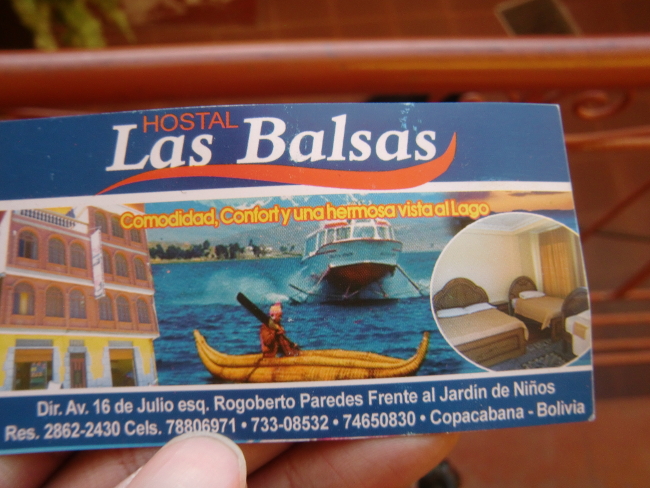 HOSTAL
Las Balsas
Comodidad, Confort y una hermosa vista al Lago
Dir. Av. 16 de Julio esq. Rogoberto Paredes Frente al Jardin de Niños
Res. 2862-2430 Cels. 78806971 • 733-08532 • 74650830 • Copacabana - Bolivia